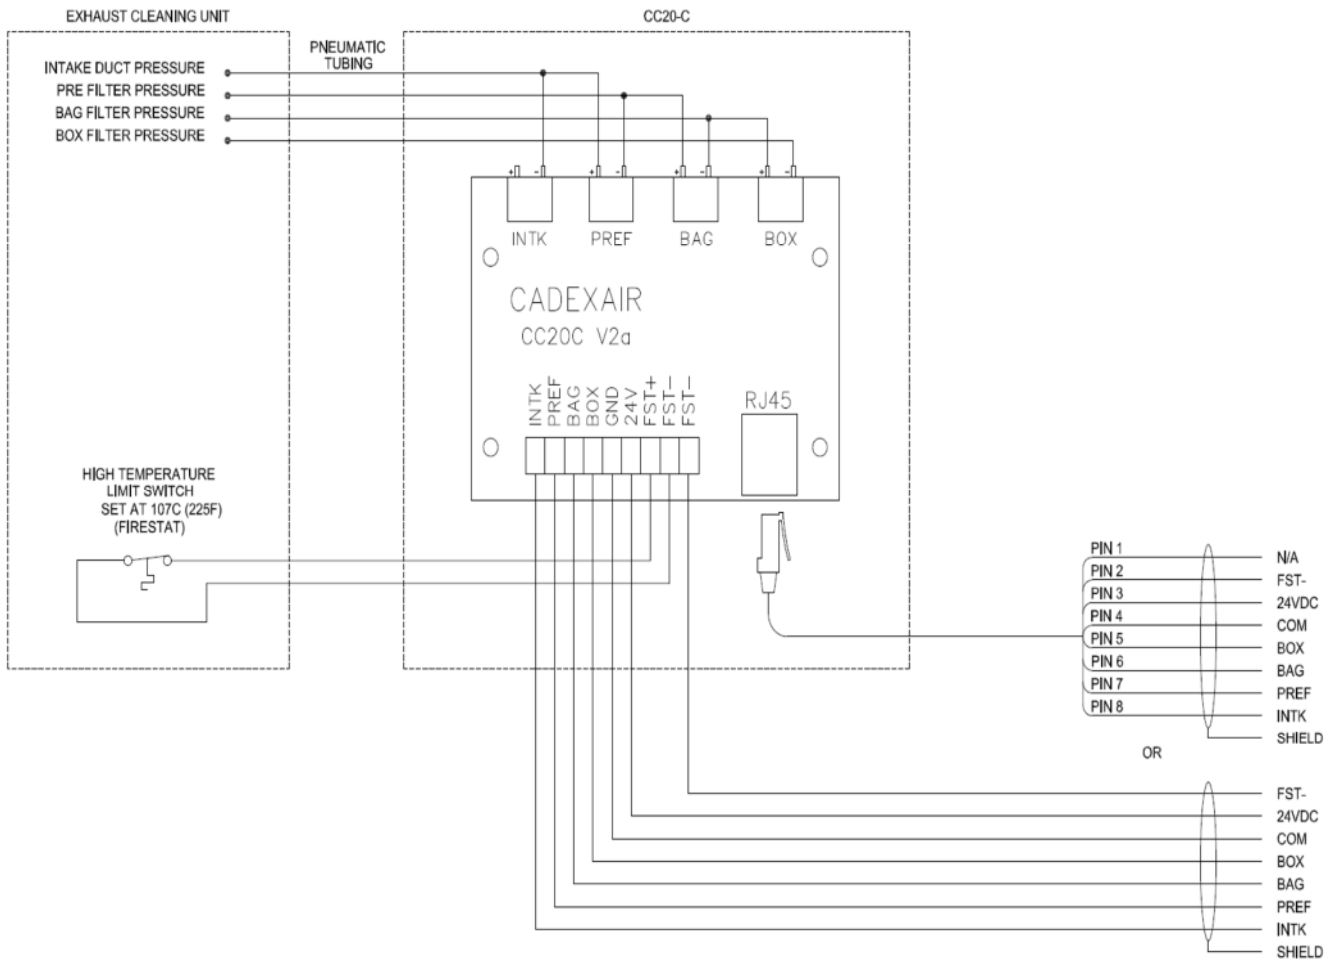 EXHAUST CLEANING UNIT
CC20-C
PNEUMATIC
TUBING
INTAKE DUCT PRESSURE
PRE FILTER PRESSURE
BAG FILTER PRESSURE
BOX FILTER PRESSURE
+ - + - + - + -
INTK PREF BAG BOX
CADEXAIR
CC20C V2a
INTK
PREF
BAG
BOX
GND
24V
FST+
FST-
FST-
RJ45
HIGH TEMPERATURE
LIMIT SWITCH
SET AT 107C (225F)
(FIRESTAT)
PIN 1 N/A
PIN 2 FST-
PIN 3 24VDC
PIN 4 COM
PIN 5 BOX
PIN 6 BAG
PIN 7 PREF
PIN 8 INTK
SHIELD
OR
FST-
24VDC
COM
BOX
BAG
PREF
INTK
SHIELD